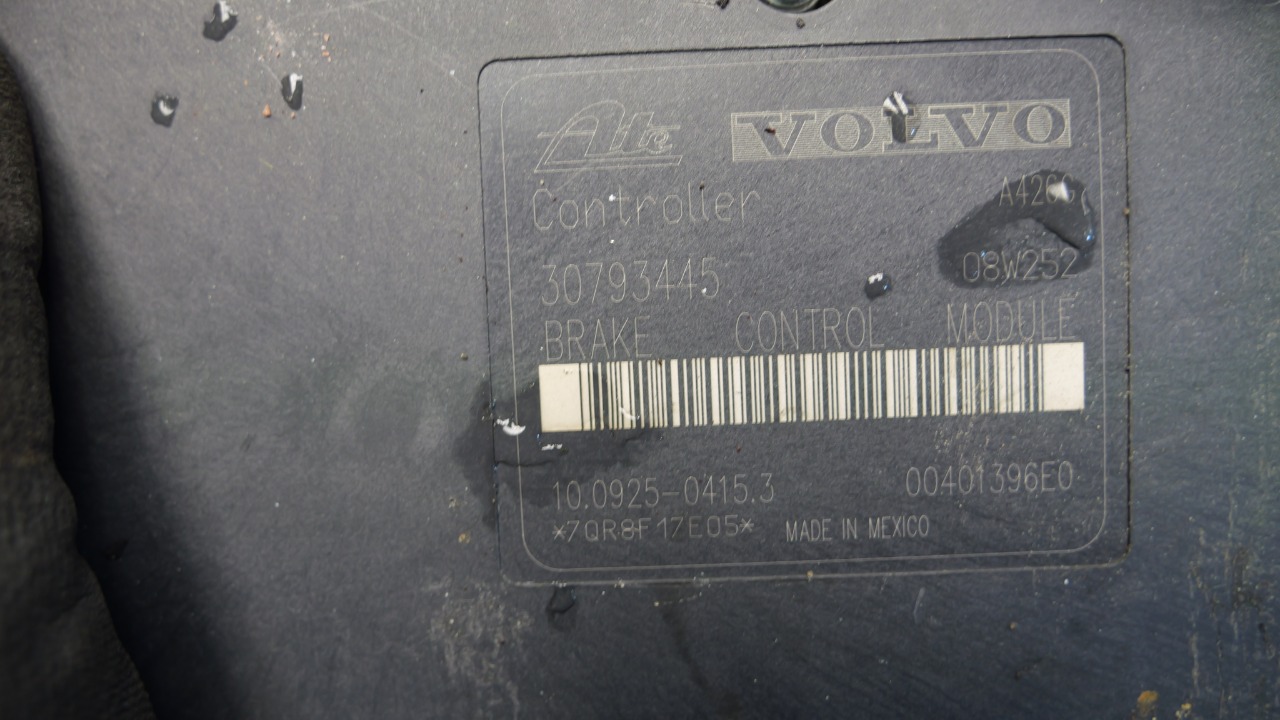 Ate VOLVO
Controller
30793445 08W252
BRAKE CONTROL MODULE
10.0925-0415.3 00401396E0
*7QR8F17E05* MADE IN MEXICO